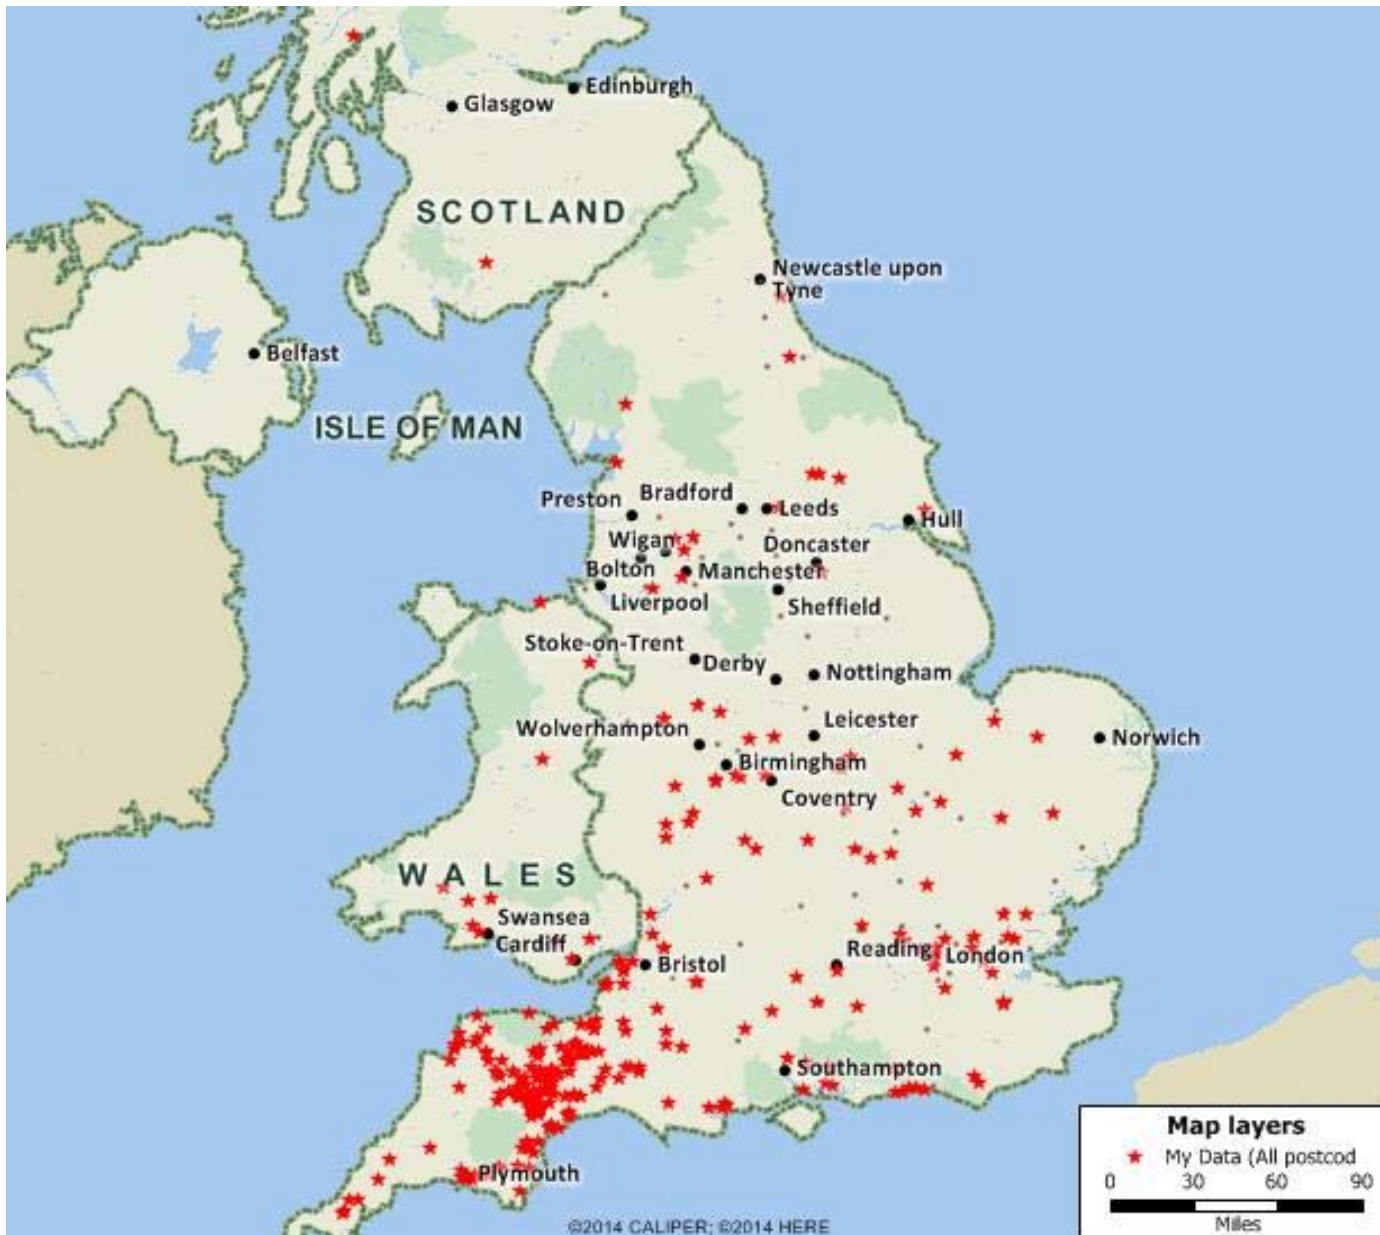 Edinburgh
Glasgow
SCOTLAND
Newcastle upon
Tyne
Belfast
ISLE OF MAN
Preston
Bradford
Leeds
Hull
Wigan
Doncaster
Bolton
Manchester
Liverpool
Sheffield
Stoke-on-Trent
Derby
Nottingham
Wolverhampton
Leicester
Norwich
Birmingham
Coventry
WALES
Swansea
Cardiff
Bristol
Reading
London
Southampton
Plymouth
Map layers
My Data (All postcod
0 30 60 90
Miles
©2014 CALIPER; ©2014 HERE